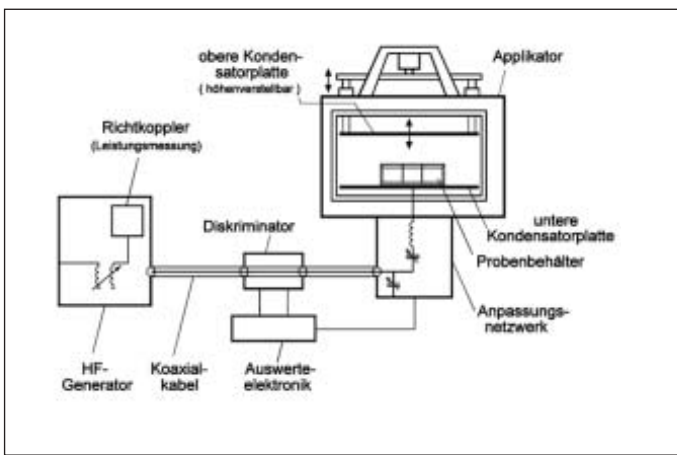 obere Konden-
satorplatte
( höhenverstellbar )
Applikator
Richtkoppler
(Leistungsmessung)
Diskriminator
untere
Kondensatorplatte
Probenbehälter
Anpassungs-
netzwerk
HF-
Generator
Koaxial-
kabel
Auswerte-
elektronik